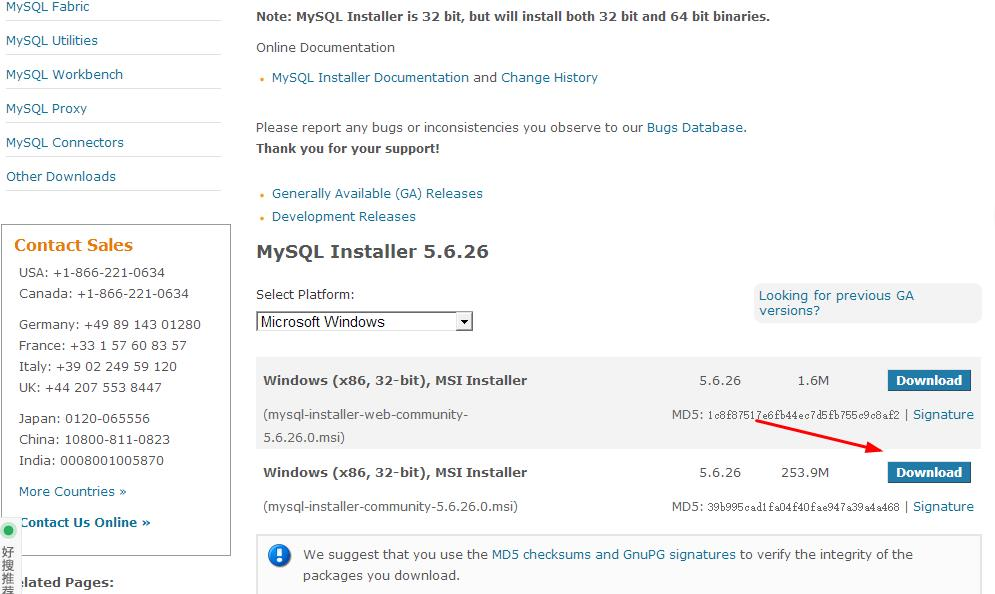 MySQL Fabric
MySQL Utilities
MySQL Workbench
MySQL Proxy
MySQL Connectors
Other Downloads
Contact Sales
USA: +1-866-221-0634
Canada: +1-866-221-0634
Germany: +49 89 143 01280
France: +33 1 57 60 83 57
Italy: +39 02 249 59 120
UK: +44 207 553 8447
Japan: 0120-065556
China: 10800-811-0823
India: 0008001005870
More Countries »
Contact Us Online »
好搜推荐
elated Pages:
Note: MySQL Installer is 32 bit, but will install both 32 bit and 64 bit binaries.
Online Documentation
MySQL Installer Documentation and Change History
Please report any bugs or inconsistencies you observe to our Bugs Database.
Thank you for your support!
Generally Available (GA) Releases
Development Releases
MySQL Installer 5.6.26
Select Platform:
Microsoft Windows
Looking for previous GA
versions?
Windows (x86, 32-bit), MSI Installer 5.6.26 1.6M Download
(mysql-installer-web-community-
5.6.26.0.msi)
MD5: 1c8f87517e6fb44ec7d5fb755c9c8af2 | Signature
Windows (x86, 32-bit), MSI Installer 5.6.26 253.9M Download
(mysql-installer-community-5.6.26.0.msi) MD5: 39b995cad1fa04f40fae947a39a4a468 | Signature
We suggest that you use the MD5 checksums and GnuPG signatures to verify the integrity of the
packages you download.